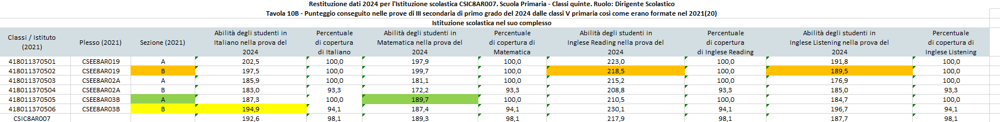 Restituzione dati 2024 per l'Istituzione scolastica CSIC8AR007. Scuola Primaria - Classi quinte. Ruolo: Dirigente Scolastico
Tavola 10B - Punteggio conseguito nelle prove di III secondaria di primo grado del 2024 dalle classi V primaria così come erano formate nel 2021(20)
Istituzione scolastica nel suo complesso
Classi / Istituto (2021) Plesso (2021) Sezione (2021) Abilità degli studenti in Italiano nella prova del 2024 Percentuale di copertura di Italiano Abilità degli studenti in Matematica nella prova del 2024 Percentuale di copertura di Matematica Abilità degli studenti in Inglese Reading nella prova del 2024 Percentuale di copertura di Inglese Reading Abilità degli studenti in Inglese Listening nella prova del 2024 Percentuale di copertura di Inglese Listening
418011370501 CSEE8AR019 A 202,5 100,0 197,9 100,0 223,0 100,0 191,8 100,0
418011370502 CSEE8AR019 B 197,5 100,0 199,7 100,0 218,5 100,0 189,5 100,0
418011370503 CSEE8AR02A A 185,9 100,0 181,1 100,0 215,2 100,0 176,9 100,0
418011370504 CSEE8AR02A B 183,0 93,3 172,2 93,3 208,8 93,3 185,0 93,3
418011370505 CSEE8AR03B A 187,3 100,0 189,7 100,0 210,5 100,0 184,7 100,0
418011370506 CSEE8AR03B B 194,9 94,1 187,4 94,1 230,1 94,1 196,7 94,1
CSIC8AR007 192,6 98,1 189,3 98,1 217,9 98,1 187,7 98,1